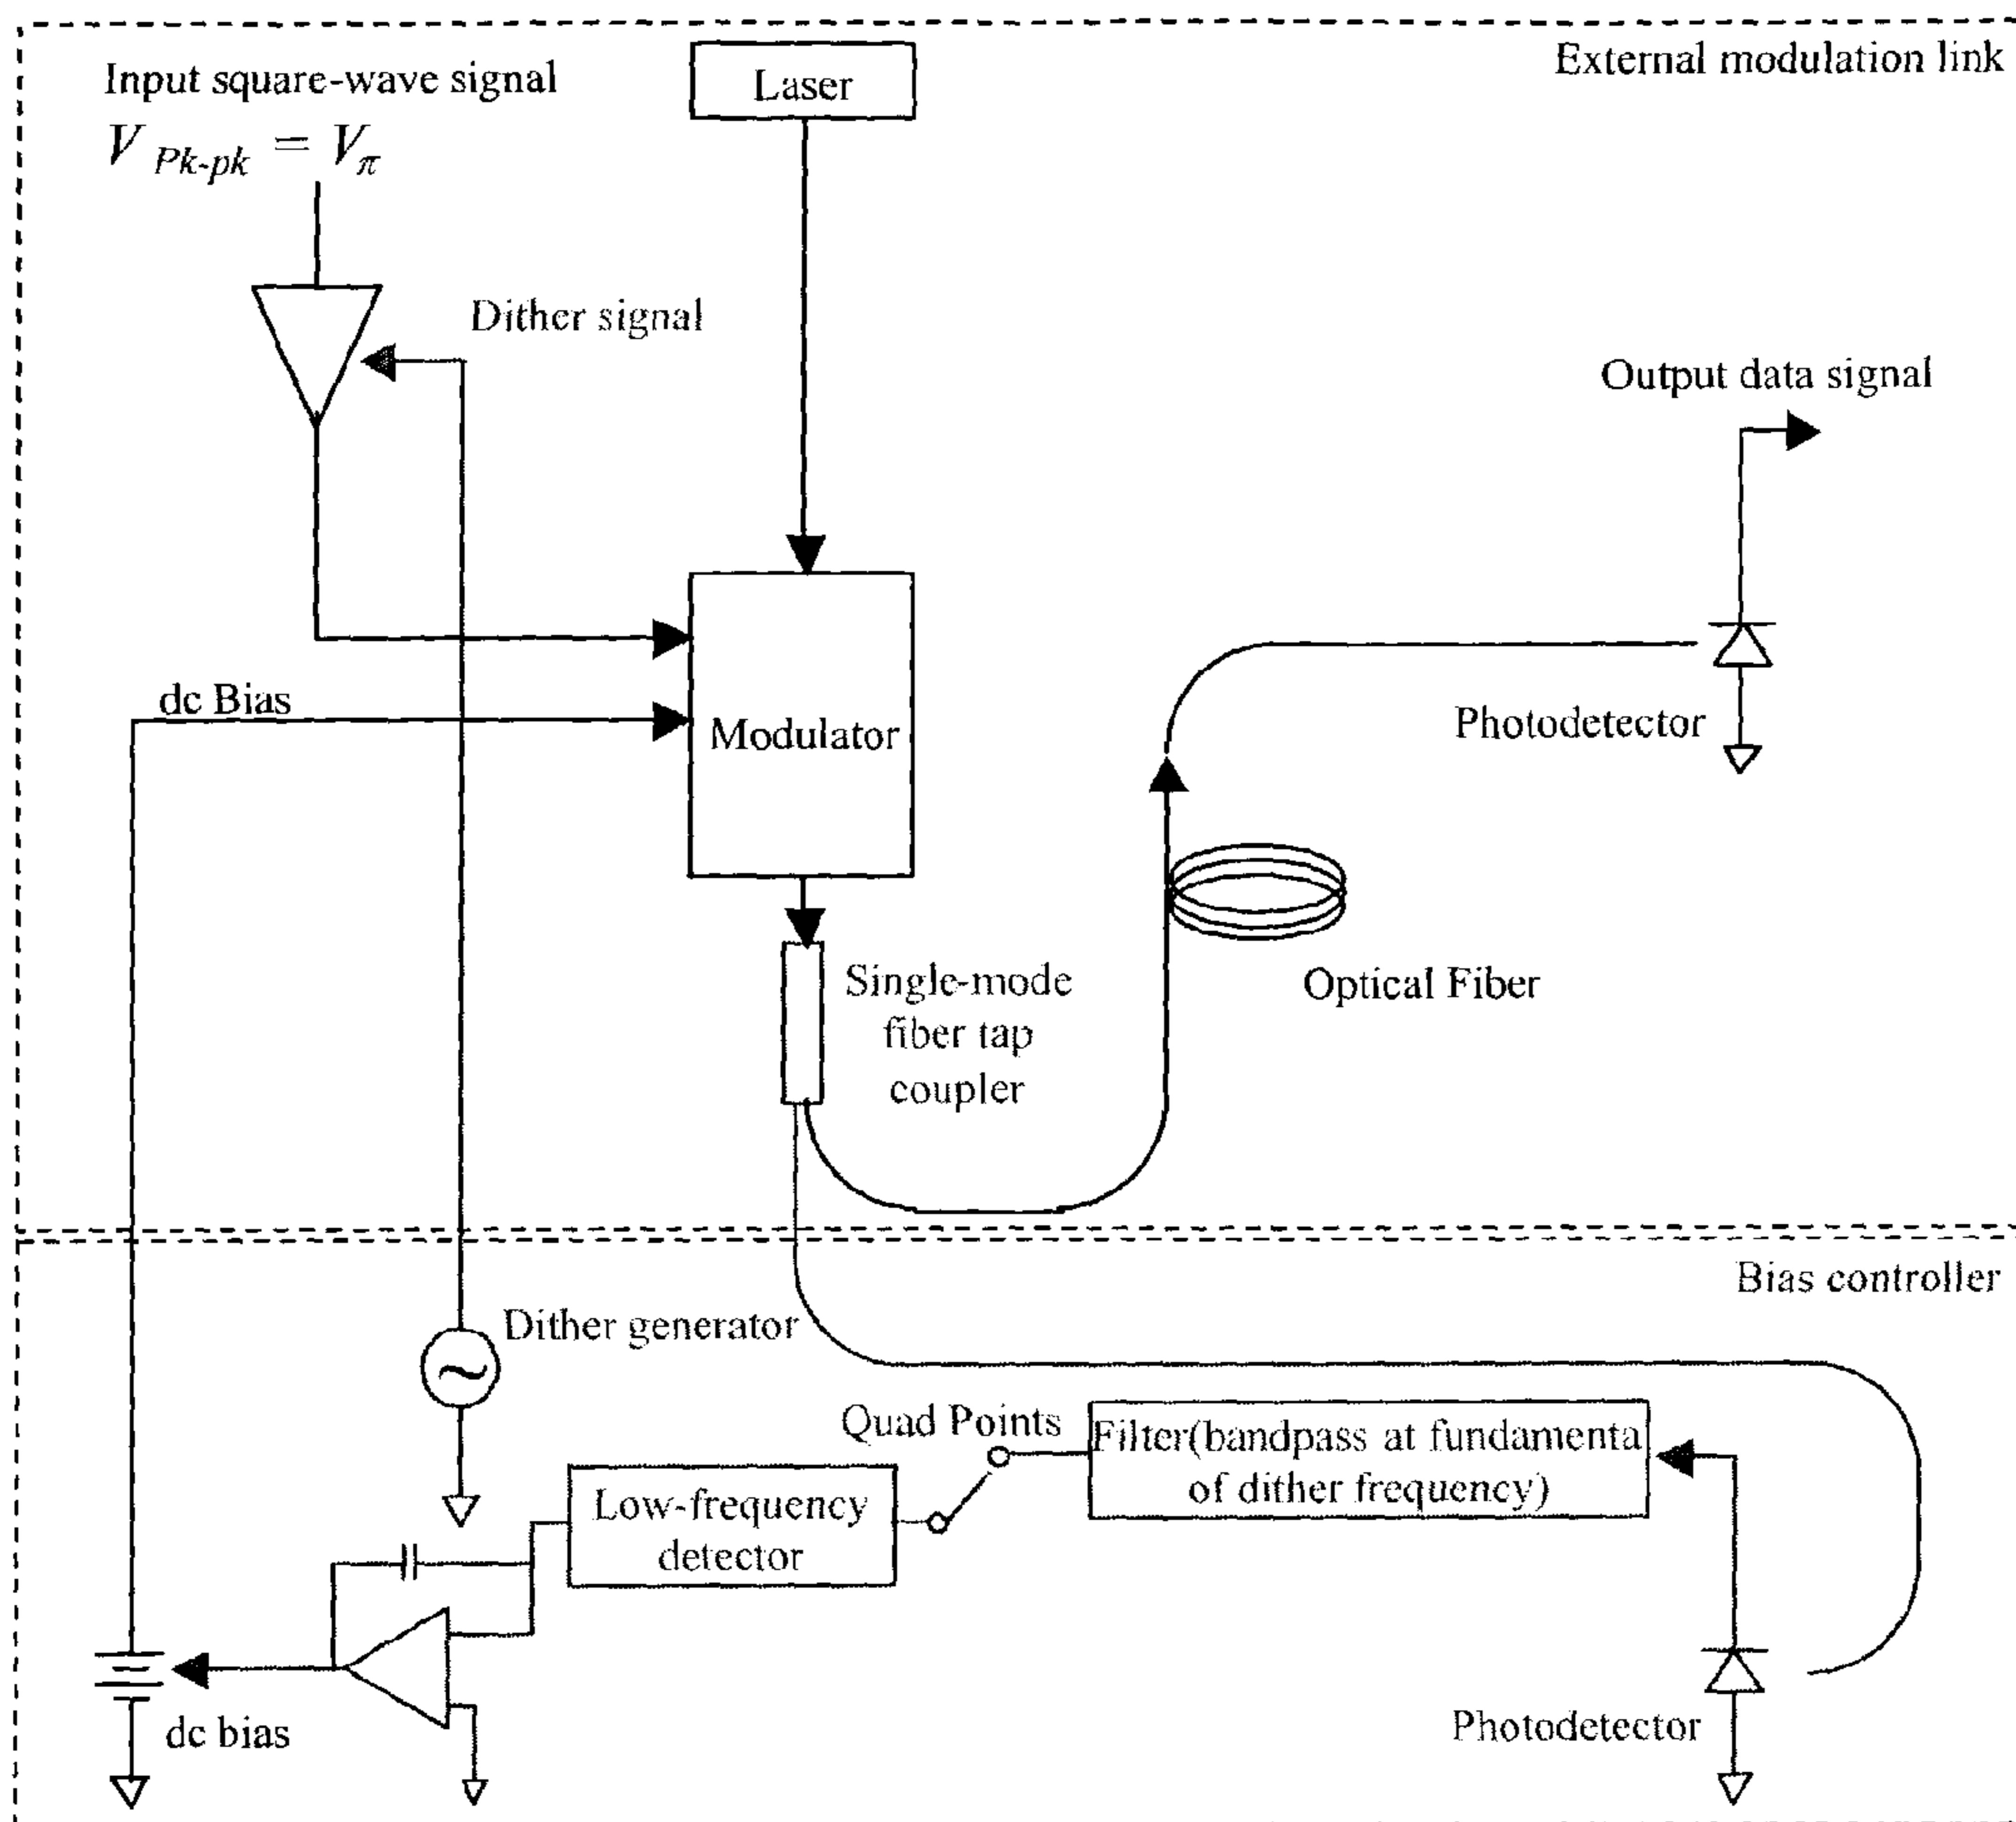 External modulation link
Input square-wave signal
V Pk-pk = Vπ
Laser
Dither signal
Output data signal
dc Bias
Modulator
Photodetector
Single-mode
fiber tap
coupler
Optical Fiber
Bias controller
Dither generator
~
Quad Points
Filter(bandpass at fundamenta
of dither frequency)
Low-frequency
detector
dc bias
Photodetector